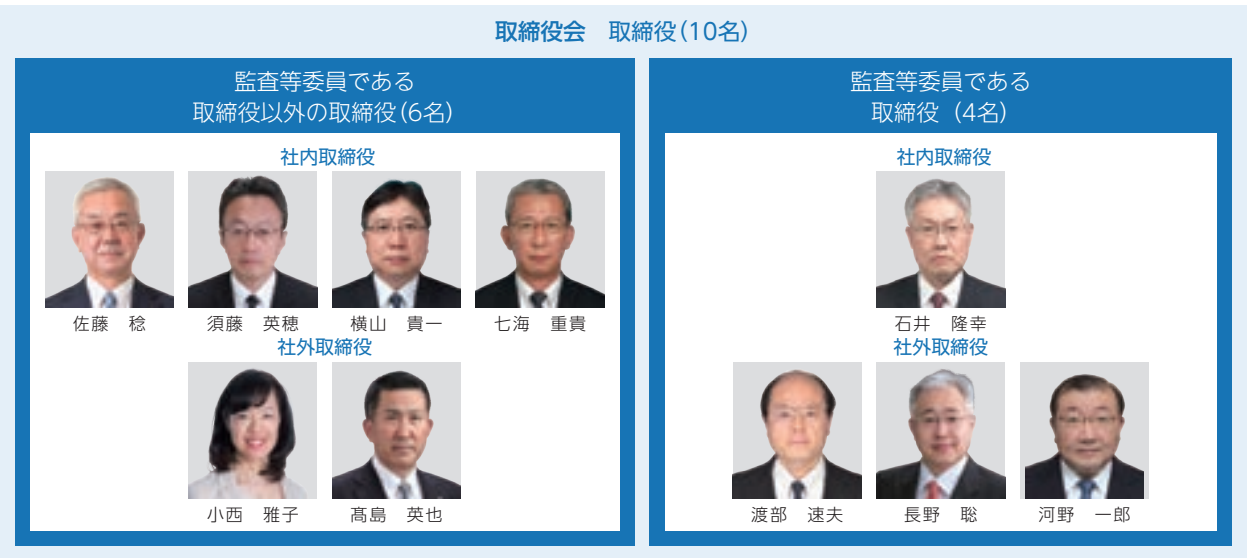 取締役会　取締役(10名)
監査等委員である
取締役以外の取締役(6名)
社内取締役
佐藤　稔
須藤　英穂
横山　貴一
七海　重貴
社外取締役
小西　雅子
髙島　英也
監査等委員である
取締役（4名）
社内取締役
石井　隆幸
社外取締役
渡部　速夫
長野　聡
河野　一郎